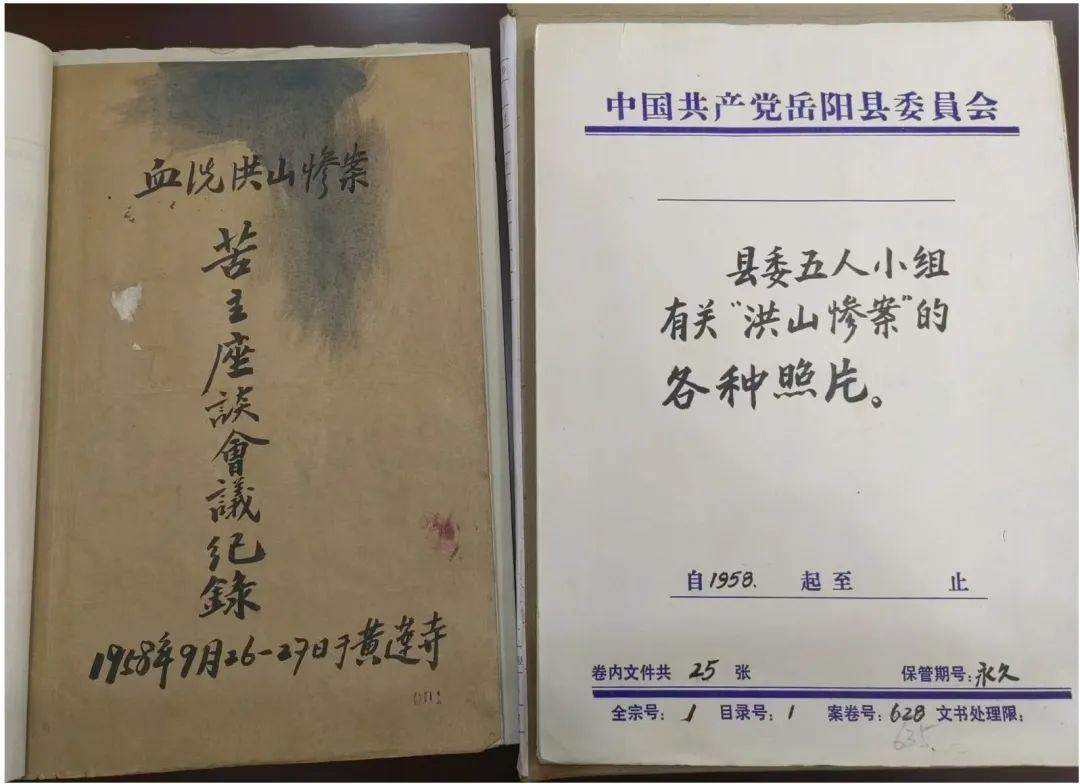 血洗洪山惨案
苦主座談會議纪錄
1958年9月26-27日于黄蓮寺
001
中国共产党岳阳县委員会
县委五人小组
有关“洪山惨案”的
各种照片。
自1958. 起至 止
卷内文件共 25 张 保管期号:永久
全宗号:1 目录号:1 案卷号:628 文书处理限:
635.